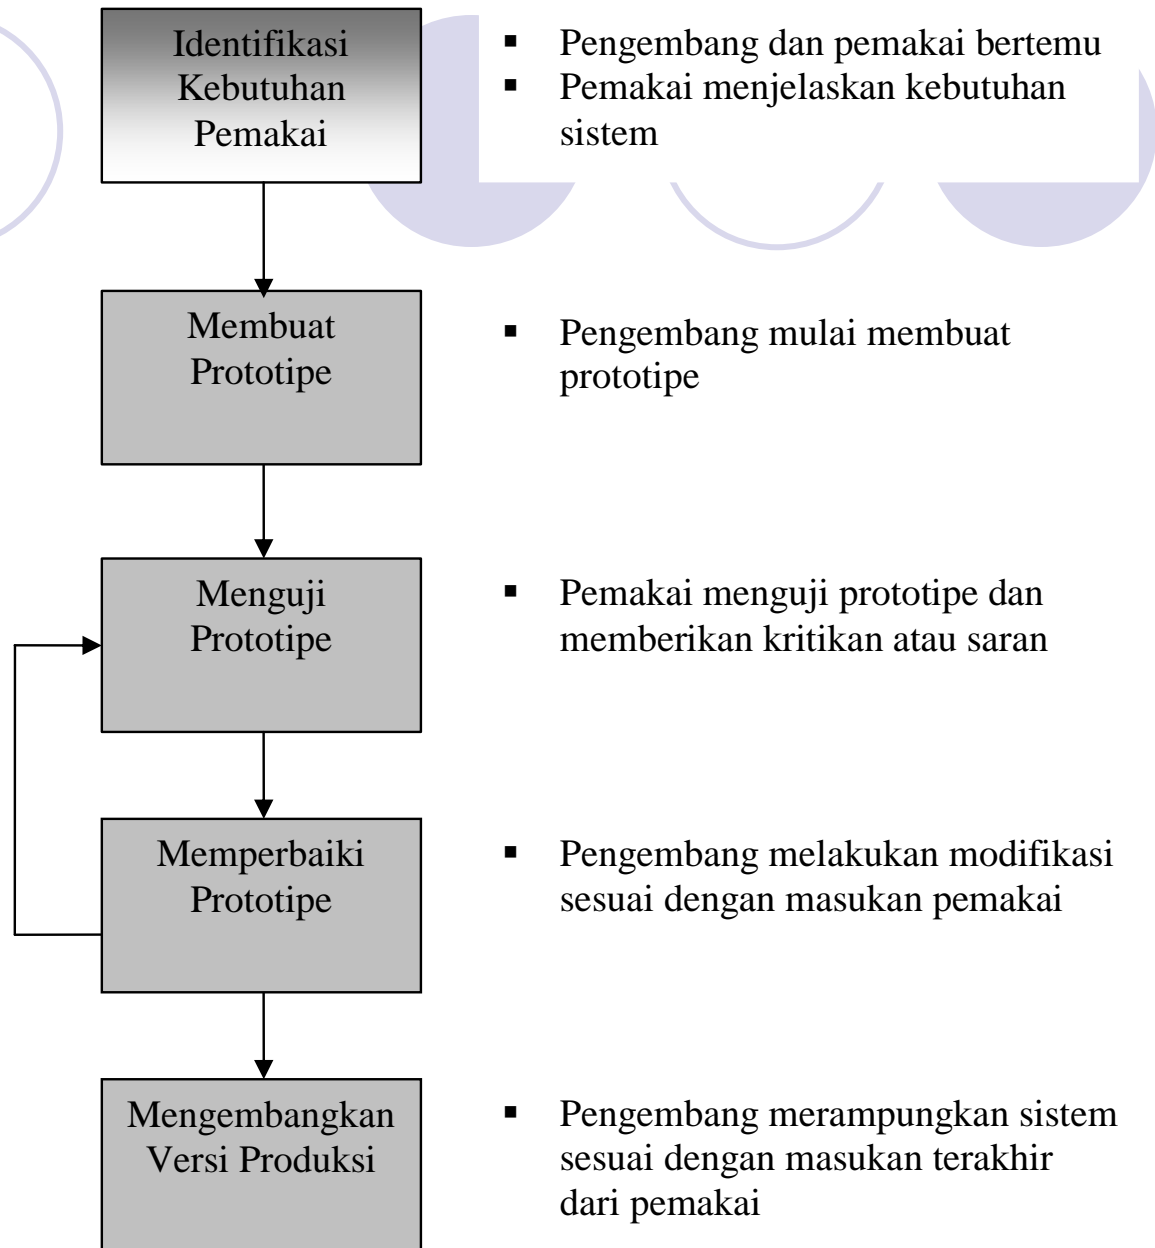 Identifikasi
Kebutuhan
Pemakai
▪ Pengembang dan pemakai bertemu
▪ Pemakai menjelaskan kebutuhan
sistem
Membuat
Prototipe
▪ Pengembang mulai membuat
prototipe
Menguji
Prototipe
▪ Pemakai menguji prototipe dan
memberikan kritikan atau saran
Memperbaiki
Prototipe
▪ Pengembang melakukan modifikasi
sesuai dengan masukan pemakai
Mengembangkan
Versi Produksi
▪ Pengembang merampungkan sistem
sesuai dengan masukan terakhir
dari pemakai